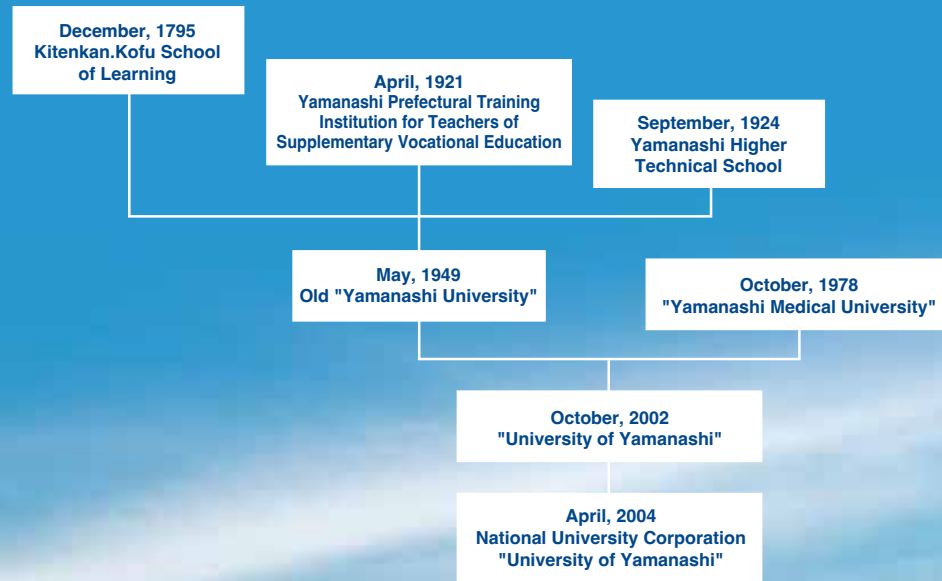 December, 1795
Kitenkan.Kofu School
of Learning
April, 1921
Yamanashi Prefectural Training
Institution for Teachers of
Supplementary Vocational Education
September, 1924
Yamanashi Higher
Technical School
May, 1949
Old "Yamanashi University"
October, 1978
"Yamanashi Medical University"
October, 2002
"University of Yamanashi"
April, 2004
National University Corporation
"University of Yamanashi"